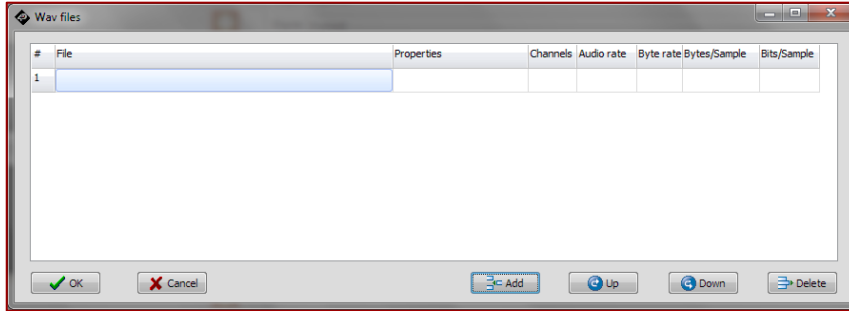 Wav files
# File Properties Channels Audio rate Byte rate Bytes/Sample Bits/Sample
1
OK Cancel Add Up Down Delete